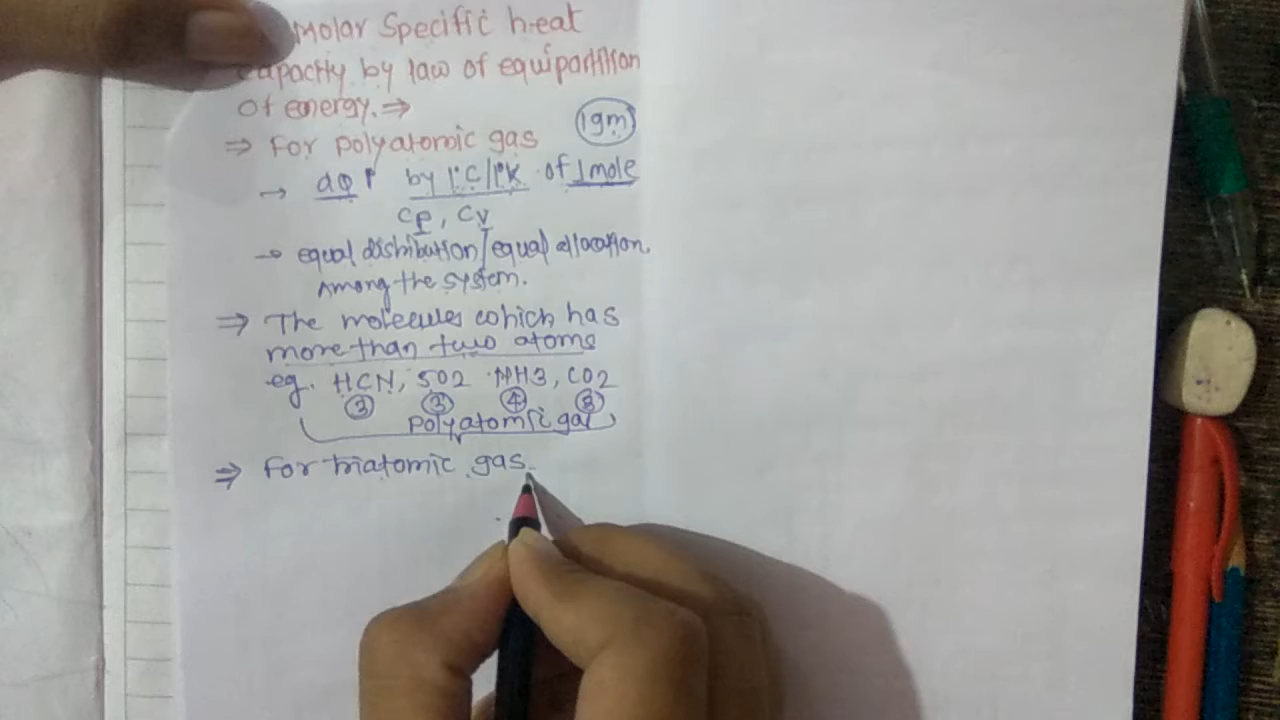 Molar Specific heat
capacity by law of equipartition
of energy. ⇒
⇒ For polyatomic gas (1gm)
→ dQ↑ by 1°C/1°K of 1mole
Cp, Cv
→ equal distribution/equal allocation
Among the system.
⇒ The molecules which has
more than two atoms
eg. HCN, SO2 NH3, CO2
3 3 4 3
Polyatomic gas
⇒ For triatomic gas